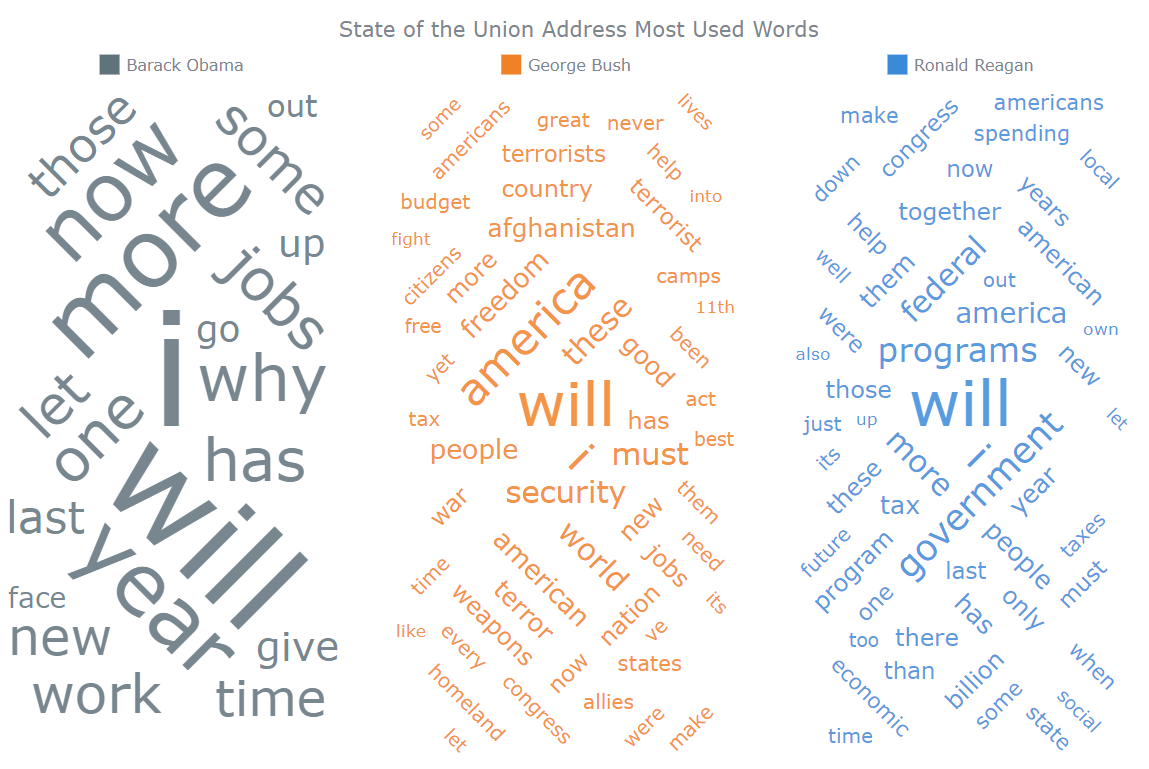 State of the Union Address Most Used Words
Barack Obama
George Bush
Ronald Reagan
out
those
some
now
more
up
jobs
i
go
why
let
one
has
will
last
year
face
new
give
work
time
some
americans
great
never
lives
terrorists
help
country
terrorist
into
budget
afghanistan
fight
citizens
more
freedom
camps
11th
america
these
free
good
been
yet
will
act
tax
has
best
people
i
must
security
war
them
new
world
need
american
jobs
time
terror
weapons
its
nation
like
every
ve
states
now
homeland
congress
allies
were
make
let
americans
make
congress
spending
now
local
down
years
together
help
american
well
them
federal
out
america
own
were
also
programs
new
those
will
just
up
let
its
more
i
government
these
tax
year
future
program
people
taxes
last
must
one
has
only
too
there
than
when
economic
billion
some
social
state
time